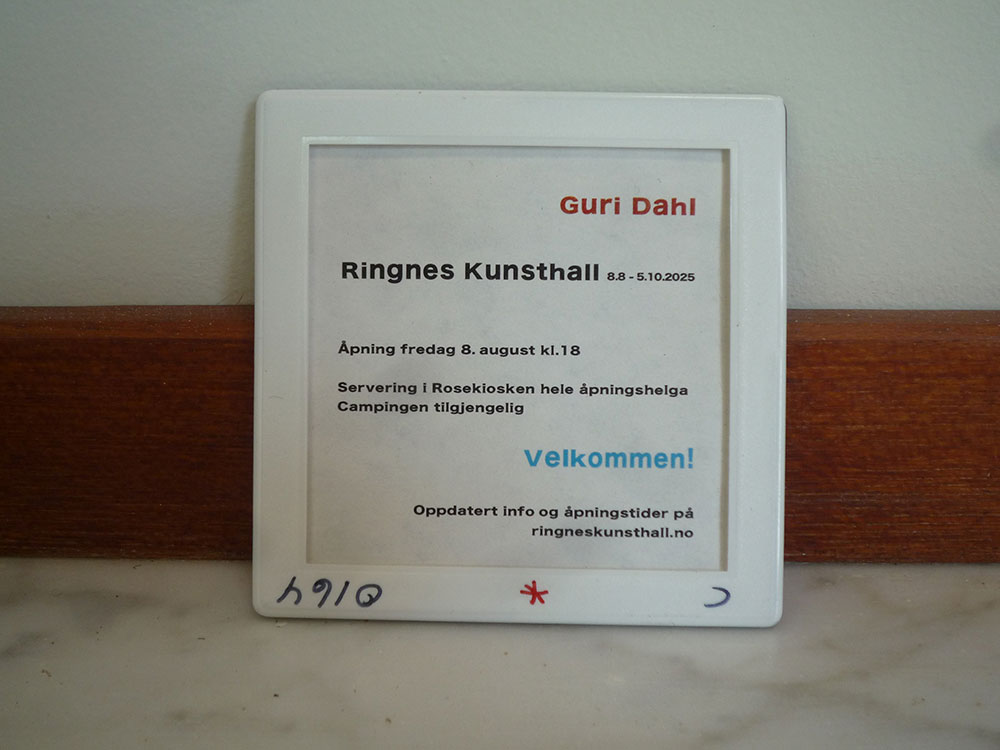 Guri Dahl
Ringnes Kunsthall 8.8 - 5.10.2025
Åpning fredag 8. august kl.18
Servering i Rosekiosken hele åpningshelga
Campingen tilgjengelig
Velkommen!
Oppdatert info og åpningstider på
ringneskunsthall.no